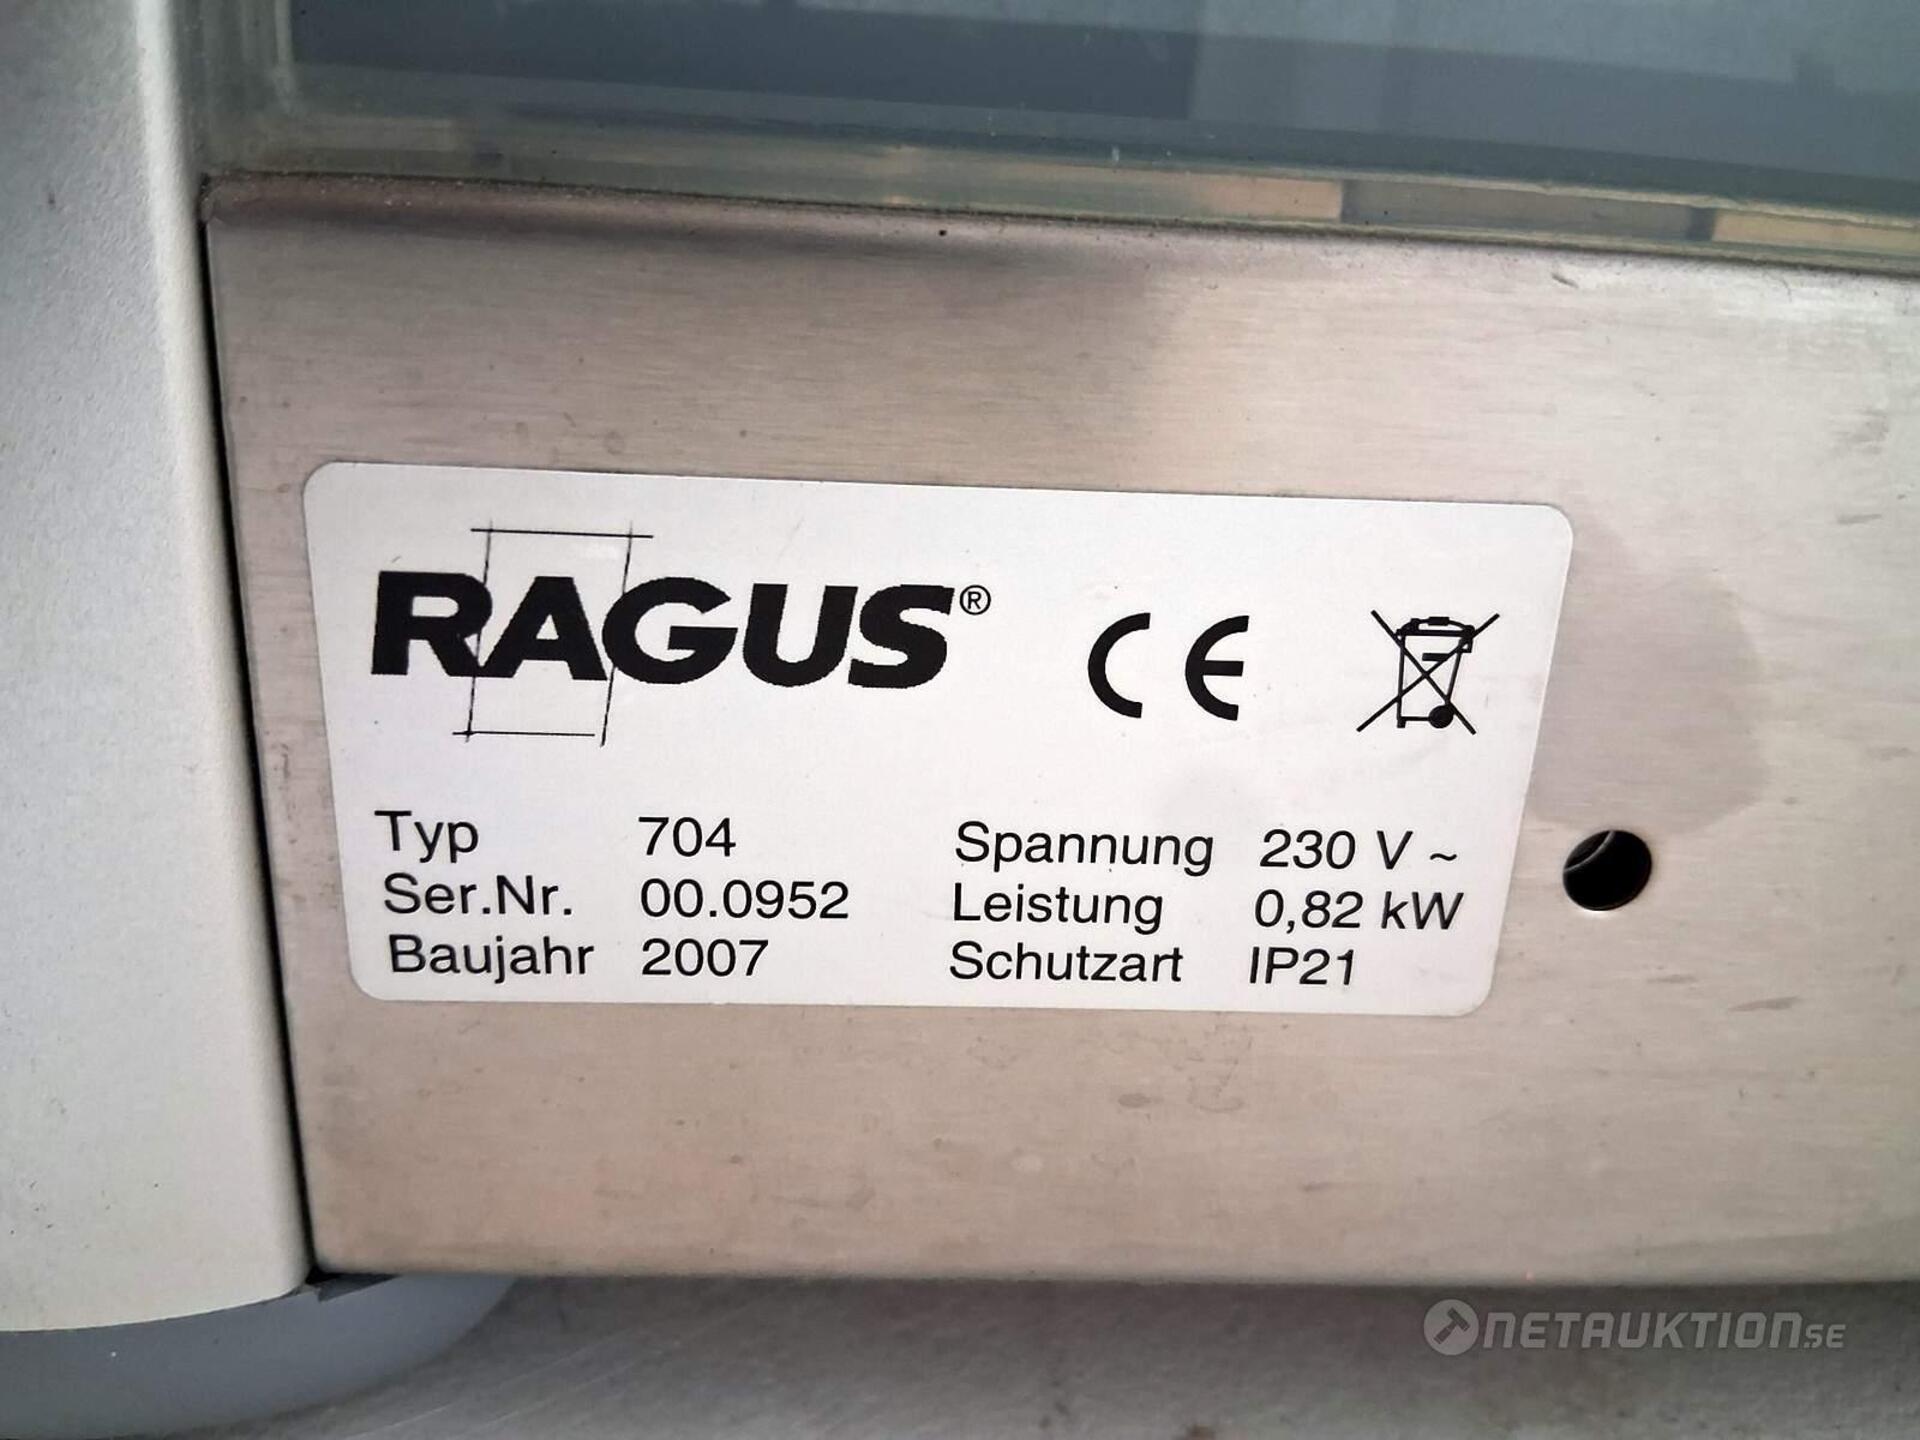 RAGUS®
CE
Typ 704
Ser.Nr. 00.0952
Baujahr 2007
Spannung 230 V ~
Leistung 0,82 kW
Schutzart IP21
NETAUKTION.SE